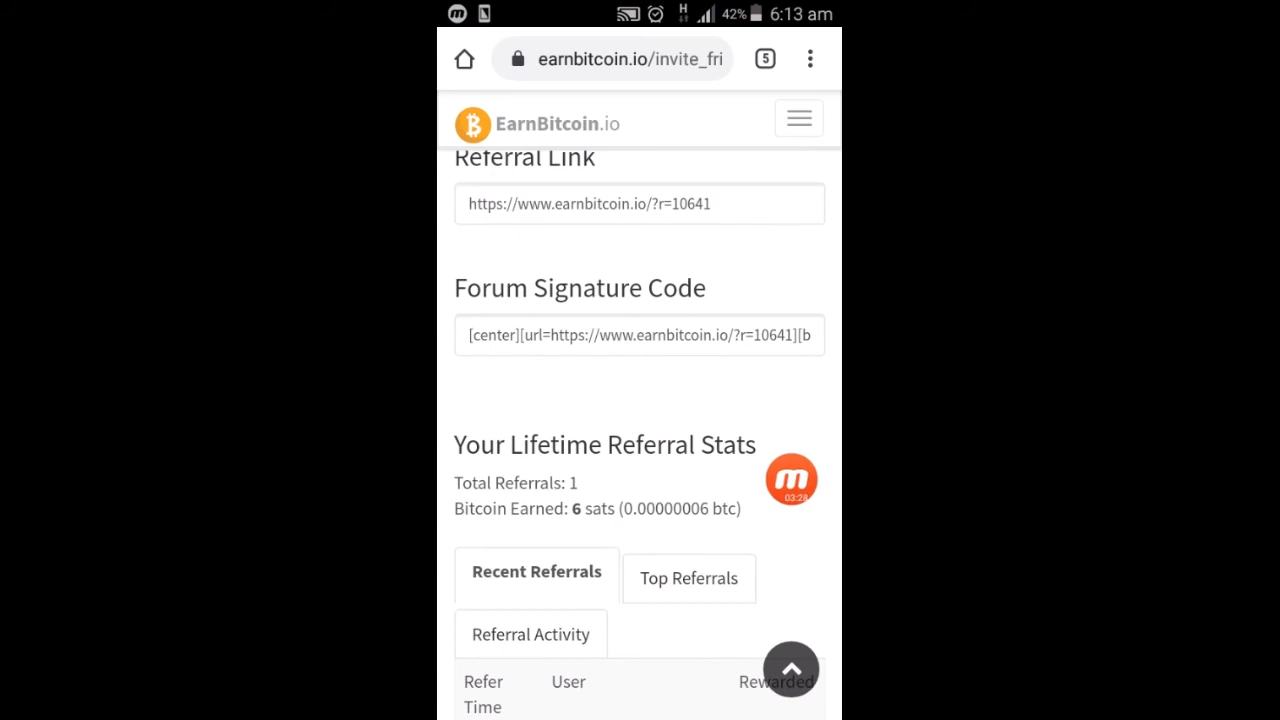 H 42% 6:13 am
earnbitcoin.io/invite_fri 5
EarnBitcoin.io
Referral Link
https://www.earnbitcoin.io/?r=10641
Forum Signature Code
[center][url=https://www.earnbitcoin.io/?r=10641][b
Your Lifetime Referral Stats
Total Referrals: 1
03:28
Bitcoin Earned: 6 sats (0.00000006 btc)
Recent Referrals
Top Referrals
Referral Activity
Refer User Rewarded
Time